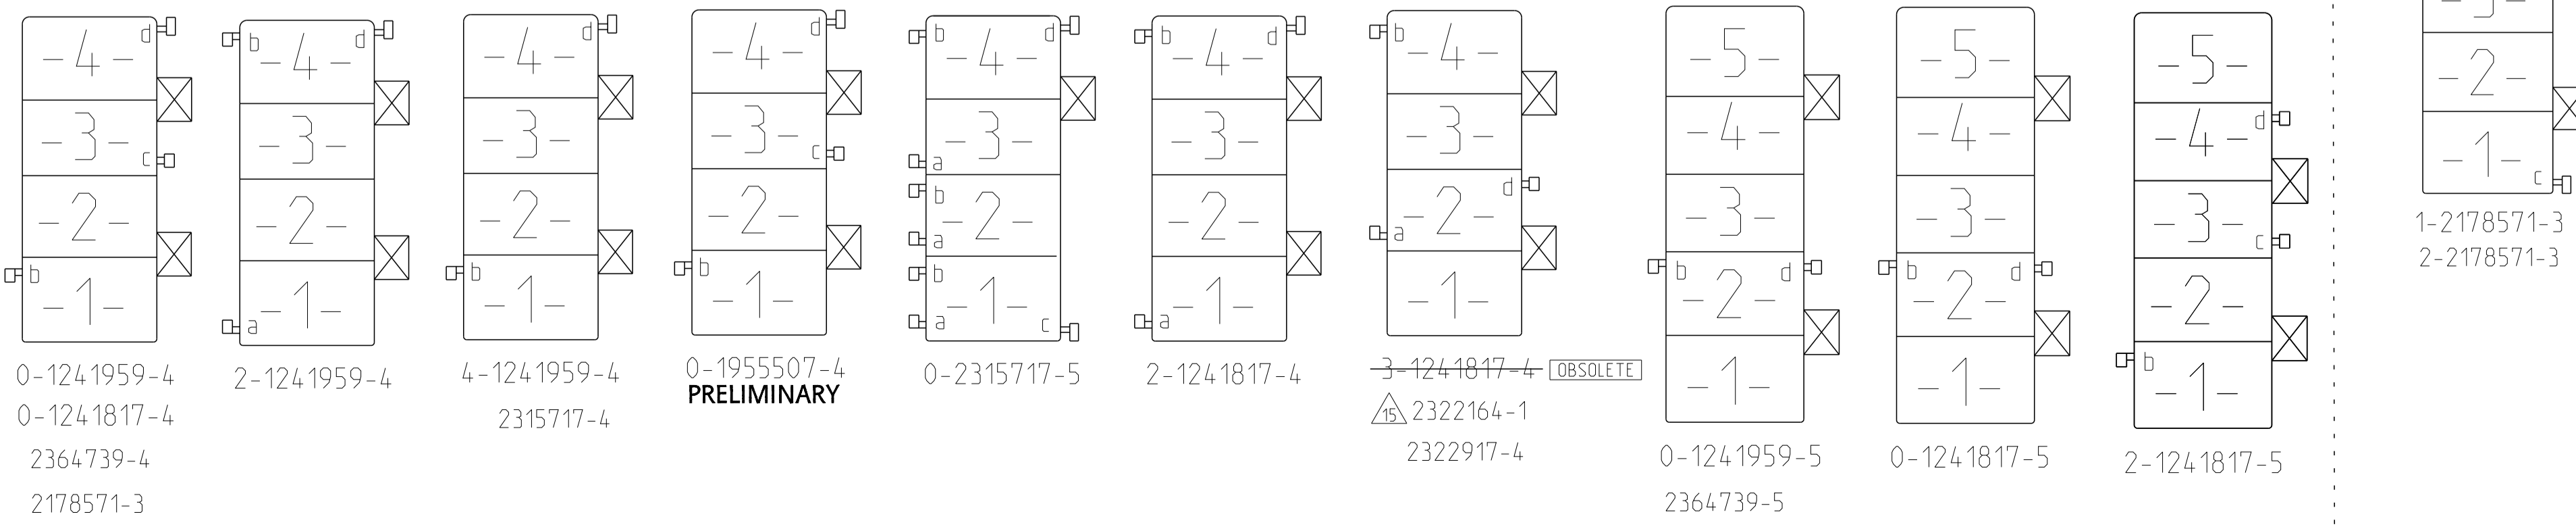 -4- d
-3- c
-2-
b -1-
0-1241959-4
0-1241817-4
2364739-4
2178571-3
b -4- d
-3-
-2-
a -1-
2-1241959-4
-4- d
-3-
-2-
b -1-
4-1241959-4
2315717-4
-4- d
-3- c
-2-
b -1-
0-1955507-4
PRELIMINARY
b -4- d
a -3-
b
a -2-
b
a -1- c
0-2315717-5
b -4- d
-3-
-2-
a -1-
2-1241817-4
b -4-
-3-
a -2- d
-1-
3-1241817-4 OBSOLETE
15 2322164-1
2322917-4
-5-
-4-
-3-
b -2- d
-1-
0-1241959-5
2364739-5
-5-
-4-
-3-
b -2- d
-1-
0-1241817-5
-5-
-4- d
-3- c
-2-
b -1-
2-1241817-5
-2-
-1- c
1-2178571-3
2-2178571-3